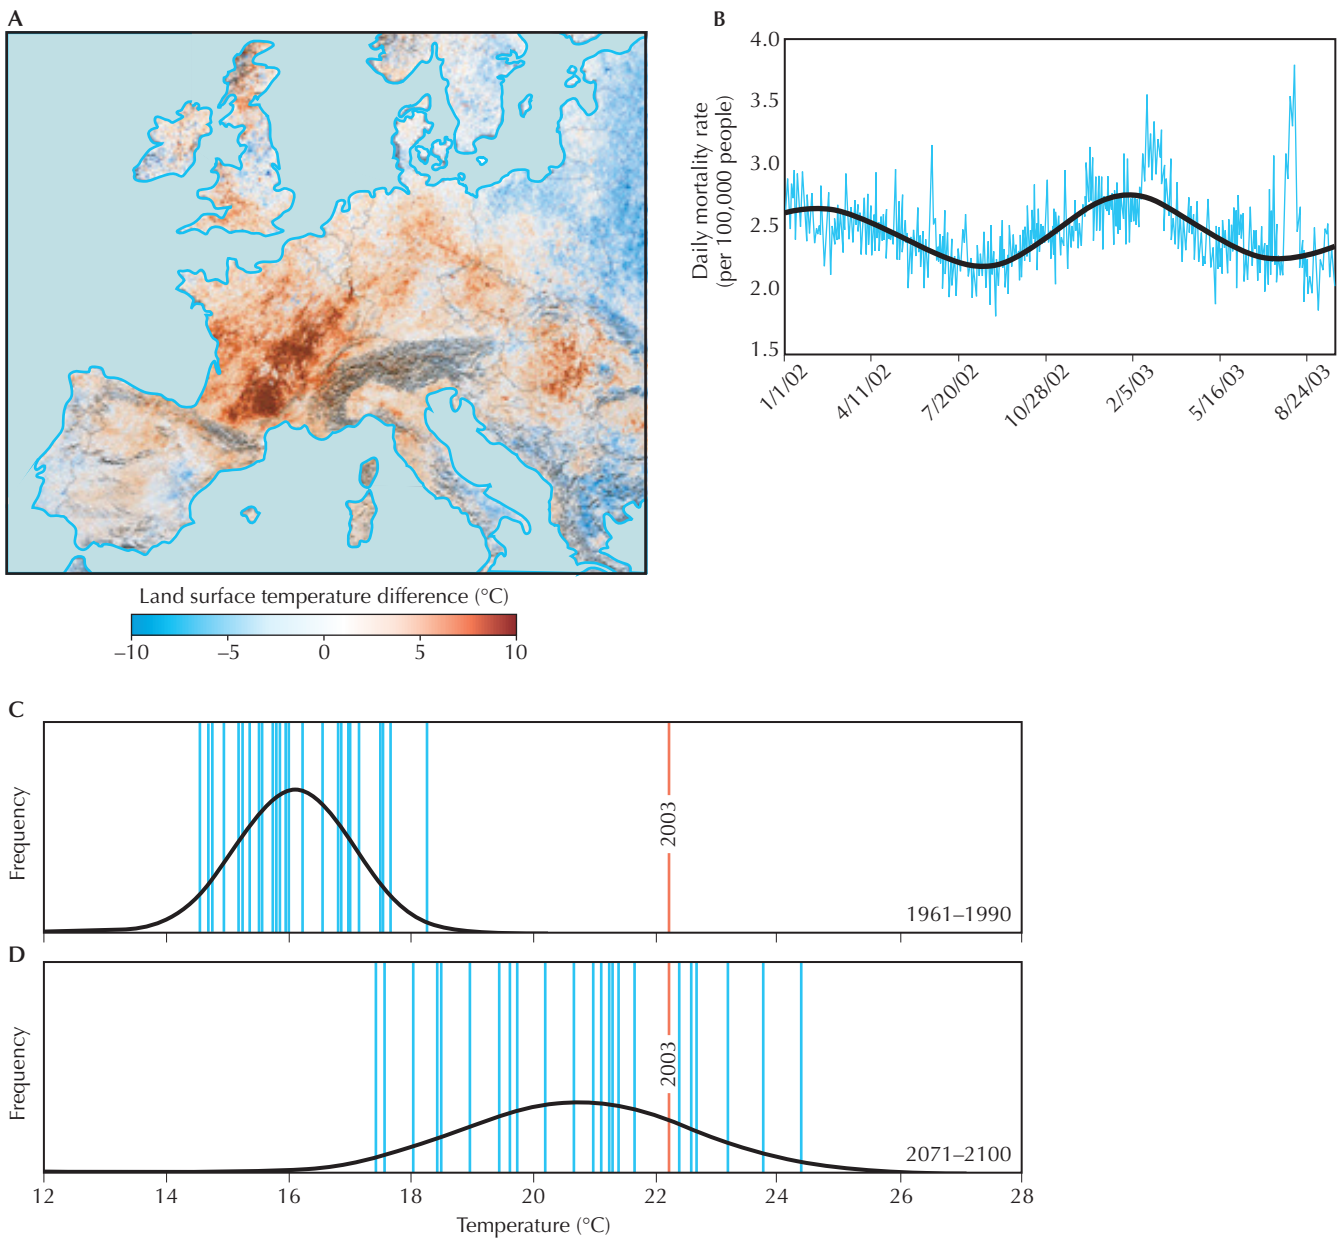 A
Land surface temperature difference (°C)
–10 –5 0 5 10
B
Daily mortality rate
(per 100,000 people)
4.0
3.5
3.0
2.5
2.0
1.5
1/1/02 4/11/02 7/20/02 10/28/02 2/5/03 5/16/03 8/24/03
C
Frequency
2003
1961–1990
D
Frequency
2003
2071–2100
12 14 16 18 20 22 24 26 28
Temperature (°C)